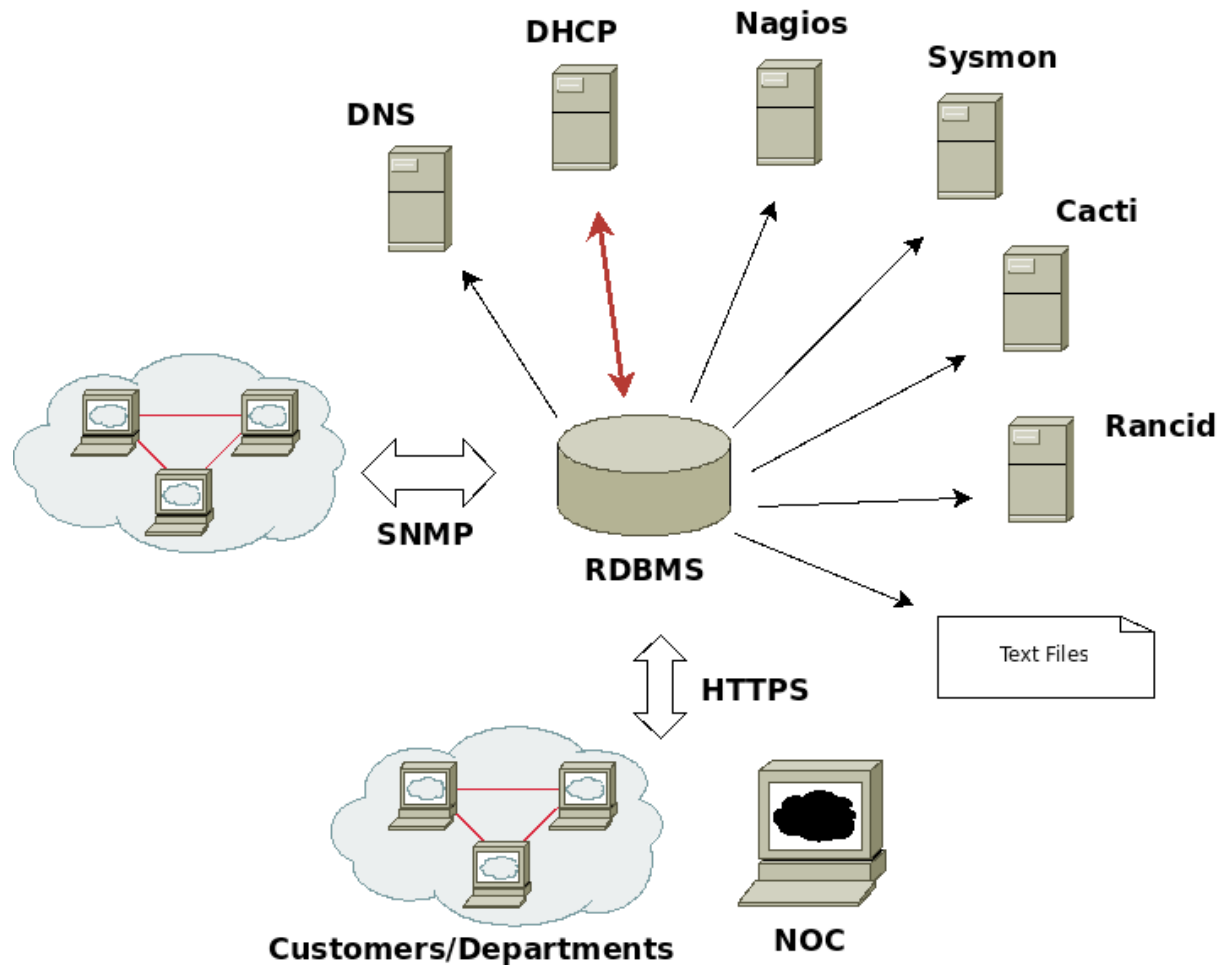 DHCP
Nagios
Sysmon
DNS
Cacti
Rancid
SNMP
RDBMS
Text Files
HTTPS
Customers/Departments
NOC